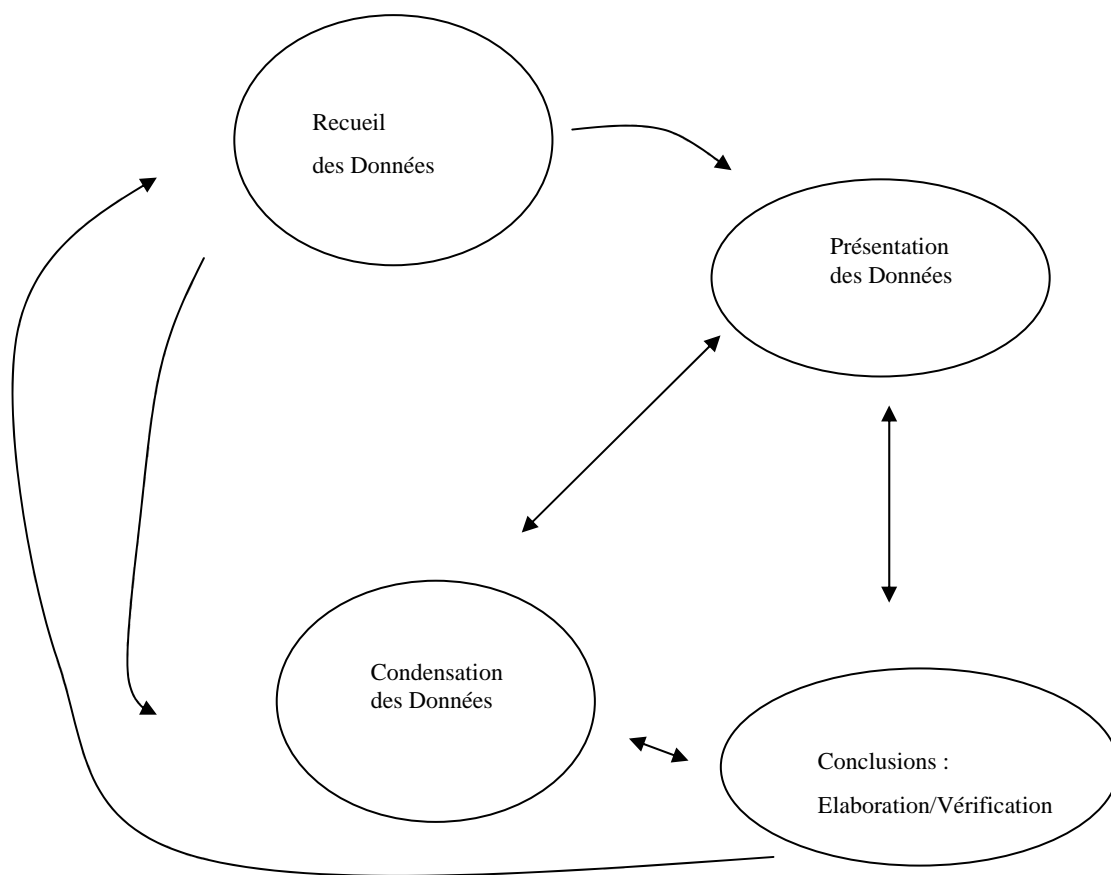 Recueil
des Données
Présentation
des Données
Condensation
des Données
Conclusions :
Elaboration/Vérification